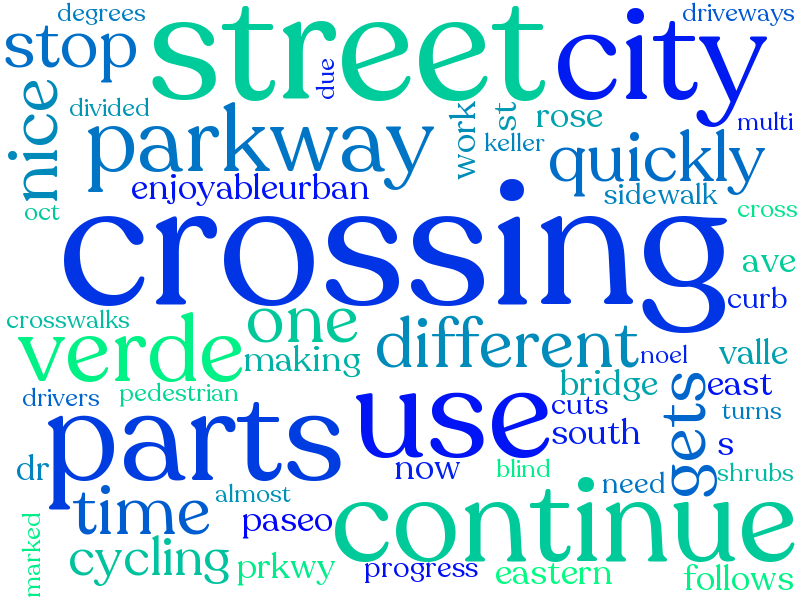 degrees
driveways
stop
street
city
due
nice
divided
parkway
work
st
rose
multi
keller
quickly
enjoyableurban
sidewalk
oct
crossing
cross
ave
curb
crosswalks
verde
one
making
different
noel
valle
bridge
gets
east
drivers
pedestrian
parts
use
cuts
south
turns
s
dr
now
blind
need
shrubs
almost
time
paseo
continue
marked
cycling
prkwy
progress
eastern
follows